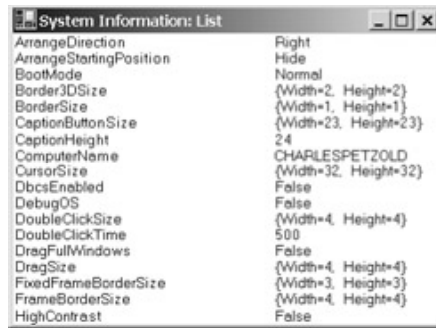 System Information: List
ArrangeDirection Right
ArrangeStartingPosition Hide
BootMode Normal
Border3DSize {Width=2, Height=2}
BorderSize {Width=1, Height=1}
CaptionButtonSize {Width=23, Height=23}
CaptionHeight 24
ComputerName CHARLESPETZOLD
CursorSize {Width=32, Height=32}
DbcsEnabled False
DebugOS False
DoubleClickSize {Width=4, Height=4}
DoubleClickTime 500
DragFullWindows False
DragSize {Width=4, Height=4}
FixedFrameBorderSize {Width=3, Height=3}
FrameBorderSize {Width=4, Height=4}
HighContrast False